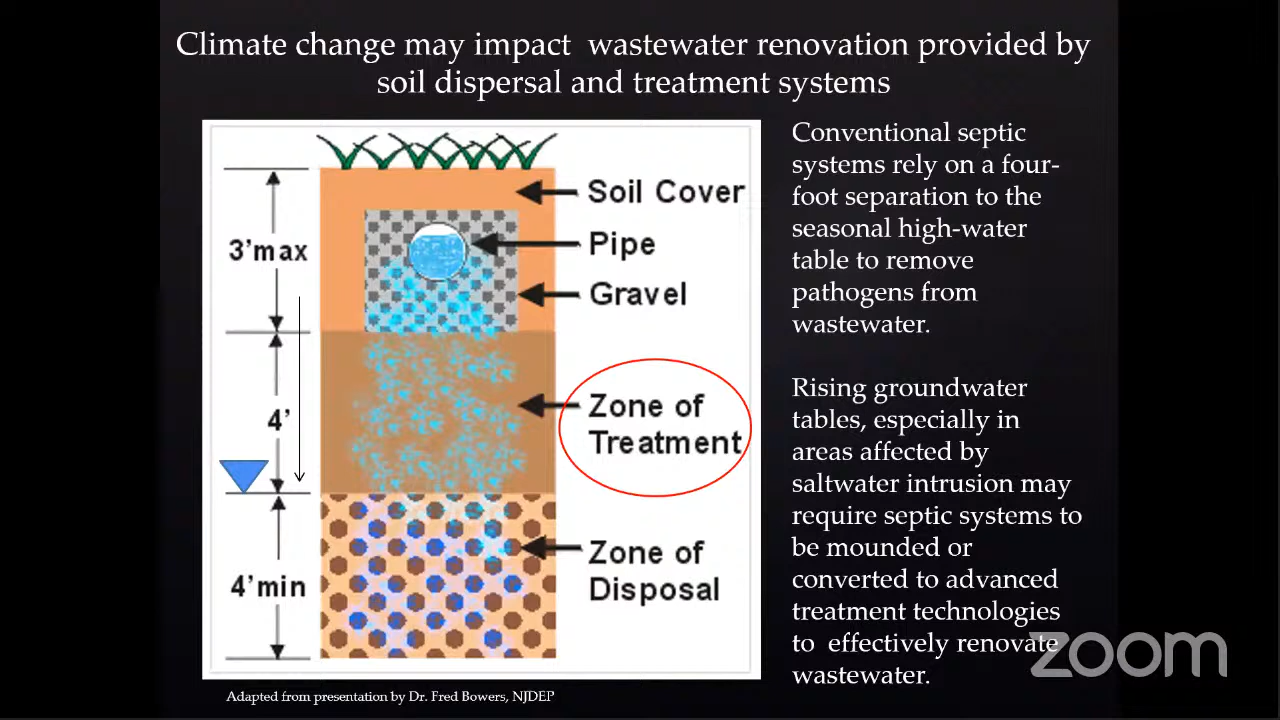 Climate change may impact  wastewater renovation provided by
soil dispersal and treatment systems
Soil Cover
Pipe
3’max
Gravel
Zone of
Treatment
4’
Zone of
Disposal
4’min
Conventional septic
systems rely on a four-
foot separation to the
seasonal high-water
table to remove
pathogens from
wastewater.
Rising groundwater
tables, especially in
areas affected by
saltwater intrusion may
require septic systems to
be mounded or
converted to advanced
treatment technologies
to  effectively renovate
wastewater.
Adapted from presentation by Dr. Fred Bowers, NJDEP
zoom